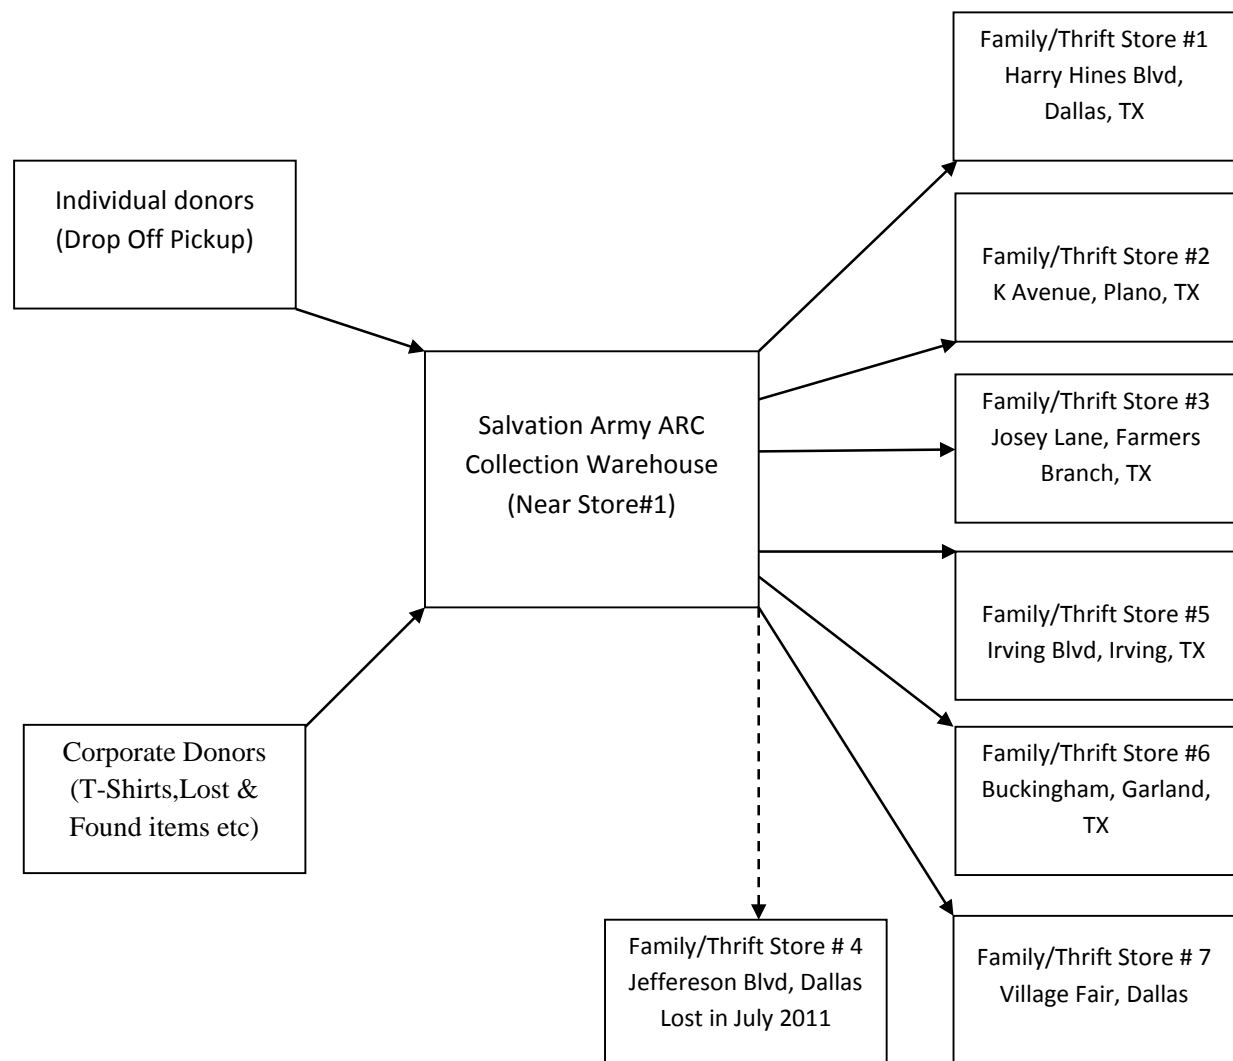 Family/Thrift Store #1
Harry Hines Blvd,
Dallas, TX
Individual donors
(Drop Off Pickup)
Family/Thrift Store #2
K Avenue, Plano, TX
Salvation Army ARC
Collection Warehouse
(Near Store#1)
Family/Thrift Store #3
Josey Lane, Farmers
Branch, TX
Family/Thrift Store #5
Irving Blvd, Irving, TX
Corporate Donors
(T-Shirts,Lost &
Found items etc)
Family/Thrift Store #6
Buckingham, Garland,
TX
Family/Thrift Store # 4
Jeffereson Blvd, Dallas
Lost in July 2011
Family/Thrift Store # 7
Village Fair, Dallas